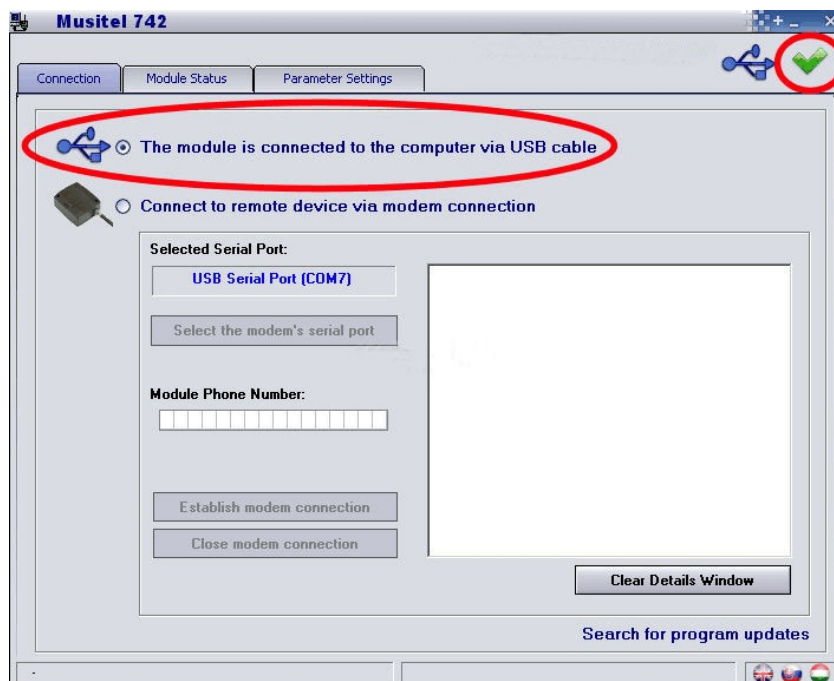 Musitel 742
Connection
Module Status
Parameter Settings
The module is connected to the computer via USB cable
Connect to remote device via modem connection
Selected Serial Port:
USB Serial Port (COM7)
Select the modem's serial port
Module Phone Number:
Establish modem connection
Close modem connection
Clear Details Window
Search for program updates